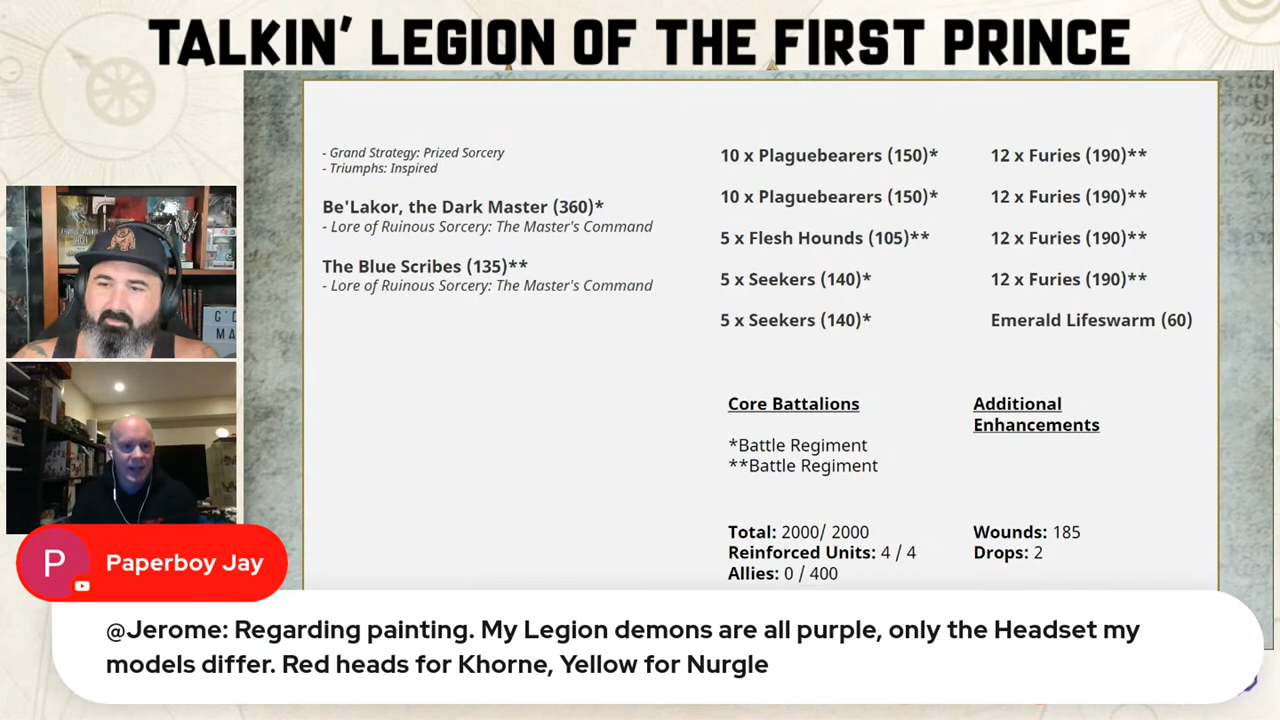 TALKIN' LEGION OF THE FIRST PRINCE
- Grand Strategy: Prized Sorcery
- Triumphs: Inspired
Be'Lakor, the Dark Master (360)*
- Lore of Ruinous Sorcery: The Master's Command
The Blue Scribes (135)**
- Lore of Ruinous Sorcery: The Master's Command
10 x Plaguebearers (150)*
10 x Plaguebearers (150)*
5 x Flesh Hounds (105)**
5 x Seekers (140)*
5 x Seekers (140)*
12 x Furies (190)**
12 x Furies (190)**
12 x Furies (190)**
12 x Furies (190)**
Emerald Lifeswarm (60)
Core Battalions
*Battle Regiment
**Battle Regiment
Additional
Enhancements
Total: 2000/ 2000
Reinforced Units: 4 / 4
Allies: 0 / 400
Wounds: 185
Drops: 2
G'D
MA
P
Paperboy Jay
@Jerome: Regarding painting. My Legion demons are all purple, only the Headset my
models differ. Red heads for Khorne, Yellow for Nurgle